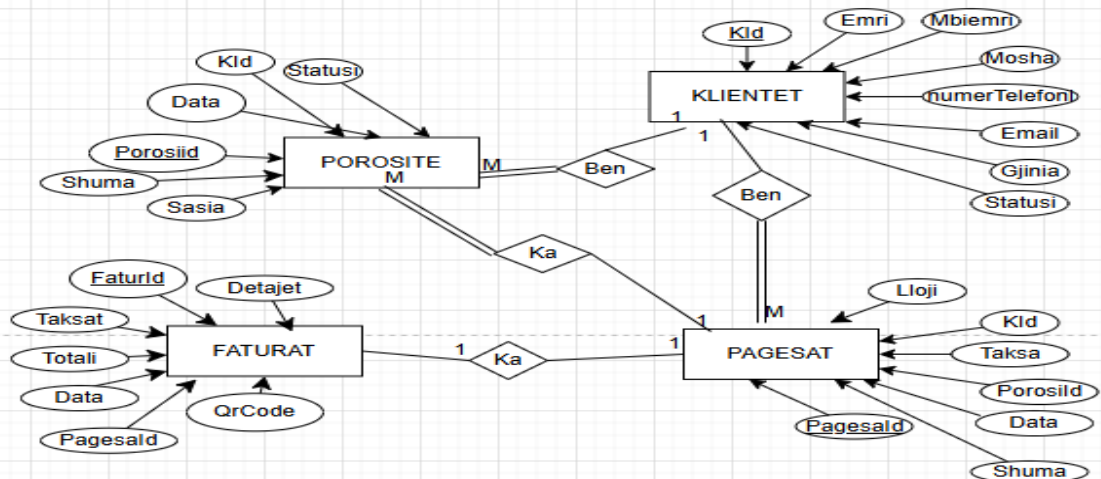 KId
Emri
Mbiemri
Mosha
numerTelefoni
Email
Gjinia
Statusi
KLIENTET
1
1
KId
Statusi
Data
Porosiid
Shuma
Sasia
POROSITE
M
M
Ben
Ben
Ka
FaturId
Detajet
Taksat
Totali
Data
PagesaId
QrCode
FATURAT
1
Ka
1
1
M
PAGESAT
Lloji
KId
Taksa
PorosiId
Data
Shuma
PagesaId